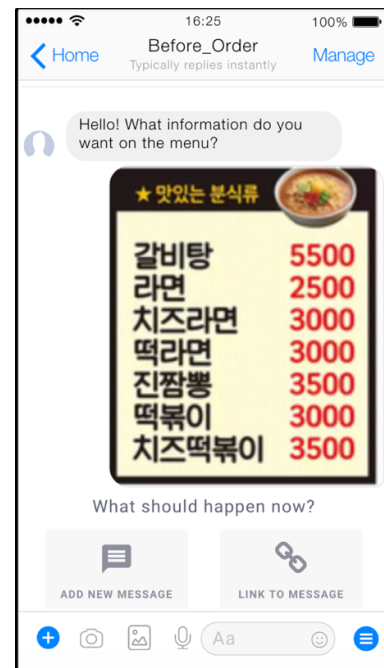 16:25
100%
Home
Before_Order
Manage
Typically replies instantly
Hello! What information do you
want on the menu?
★ 맛있는 분식류
갈비탕 5500
라면 2500
치즈라면 3000
떡라면 3000
진짬뽕 3500
떡볶이 3000
치즈떡볶이 3500
What should happen now?
ADD NEW MESSAGE
LINK TO MESSAGE
Aa